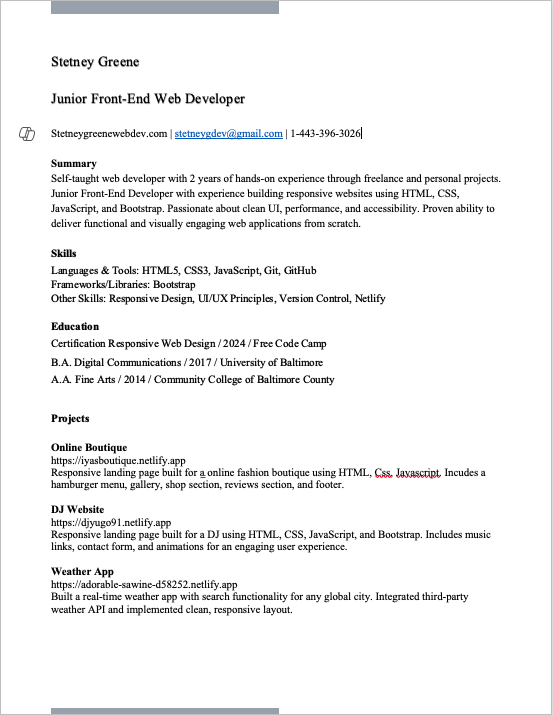 Stetney Greene
Junior Front-End Web Developer
Stetneygreenewebdev.com | stetneygdev@gmail.com | 1-443-396-3026
Summary
Self-taught web developer with 2 years of hands-on experience through freelance and personal projects.
Junior Front-End Developer with experience building responsive websites using HTML, CSS,
JavaScript, and Bootstrap. Passionate about clean UI, performance, and accessibility. Proven ability to
deliver functional and visually engaging web applications from scratch.
Skills
Languages & Tools: HTML5, CSS3, JavaScript, Git, GitHub
Frameworks/Libraries: Bootstrap
Other Skills: Responsive Design, UI/UX Principles, Version Control, Netlify
Education
Certification Responsive Web Design / 2024 / Free Code Camp
B.A. Digital Communications / 2017 / University of Baltimore
A.A. Fine Arts / 2014 / Community College of Baltimore County
Projects
Online Boutique
https://iyasboutique.netlify.app
Responsive landing page built for a online fashion boutique using HTML, Css, Javascript. Incudes a
hamburger menu, gallery, shop section, reviews section, and footer.
DJ Website
https://djyugo91.netlify.app
Responsive landing page built for a DJ using HTML, CSS, JavaScript, and Bootstrap. Includes music
links, contact form, and animations for an engaging user experience.
Weather App
https://adorable-sawine-d58252.netlify.app
Built a real-time weather app with search functionality for any global city. Integrated third-party
weather API and implemented clean, responsive layout.